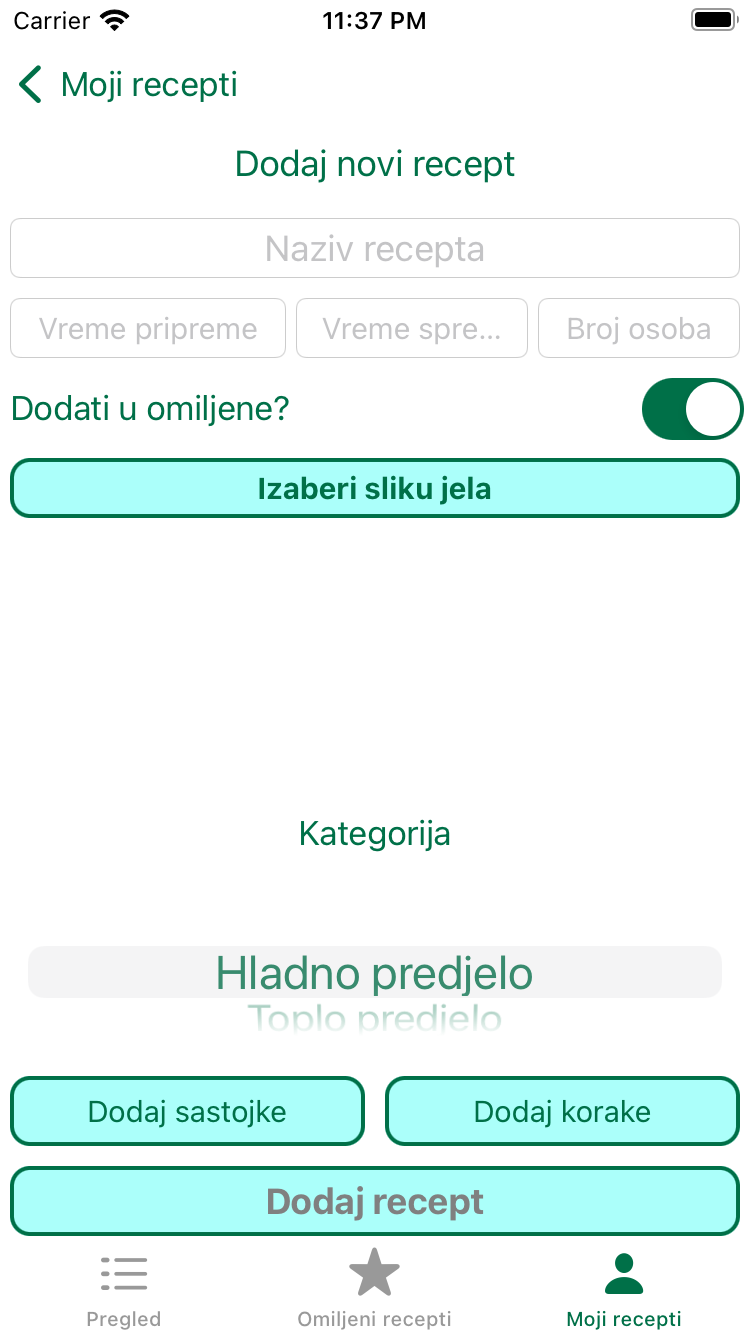 Carrier 11:37 PM
Moji recepti
Dodaj novi recept
Naziv recepta
Vreme pripreme Vreme spre... Broj osoba
Dodati u omiljene?
Izaberi sliku jela
Kategorija
Hladno predjelo
Toplo predjelo
Dodaj sastojke Dodaj korake
Dodaj recept
Pregled Omiljeni recepti Moji recepti